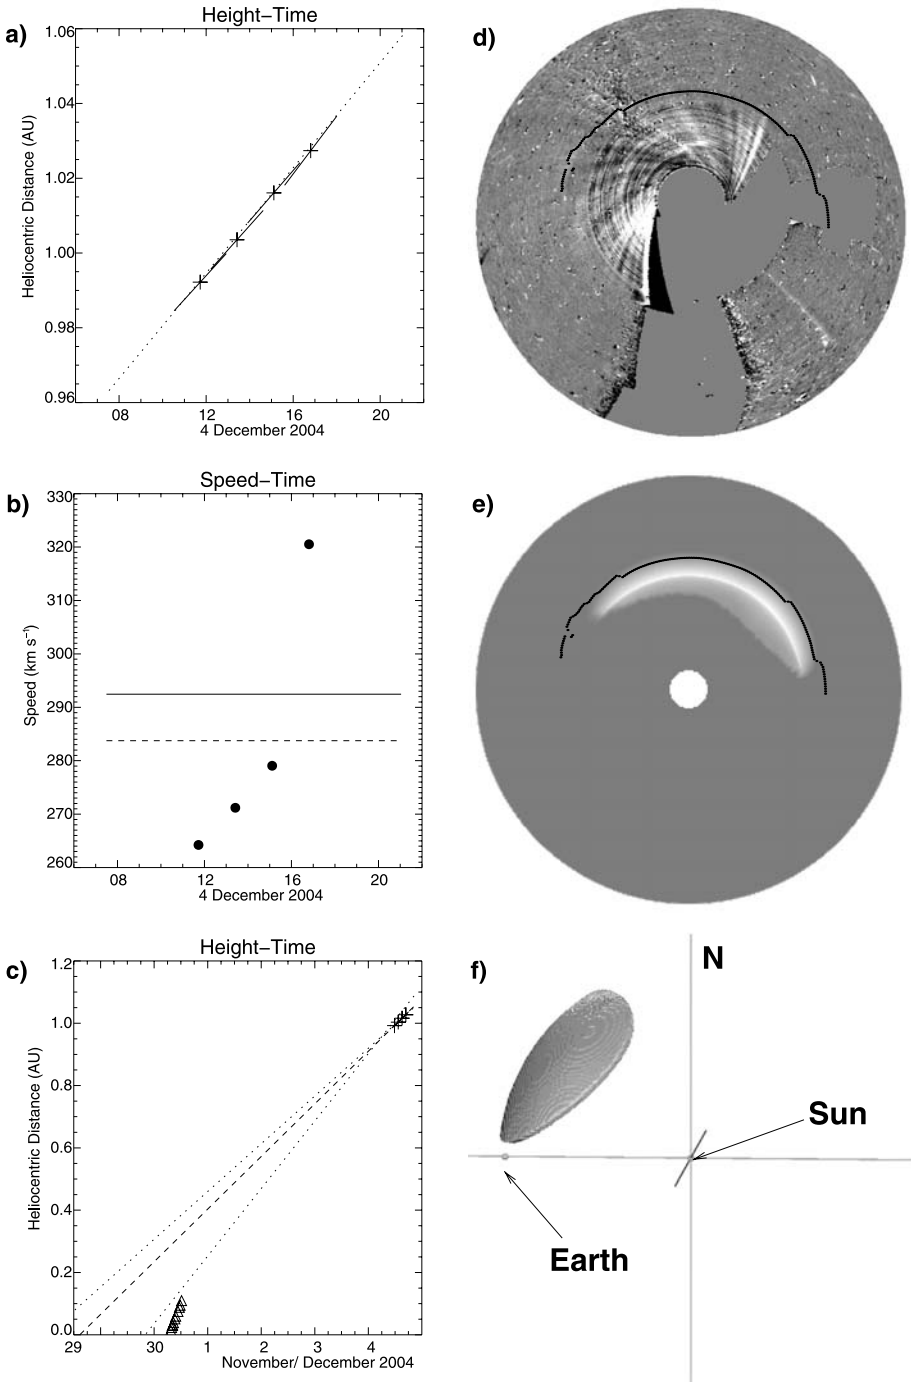 a)
Height−Time
1.06
1.04
1.02
1.00
0.98
0.96
Heliocentric Distance (AU)
08 12 16 20
4 December 2004
d)
b)
Speed−Time
330
320
310
300
290
280
270
260
Speed (km s⁻¹)
08 12 16 20
4 December 2004
e)
c)
Height−Time
1.2
1.0
0.8
0.6
0.4
0.2
0.0
Heliocentric Distance (AU)
29 30 1 2 3 4
November/ December 2004
f)
N
Sun
Earth